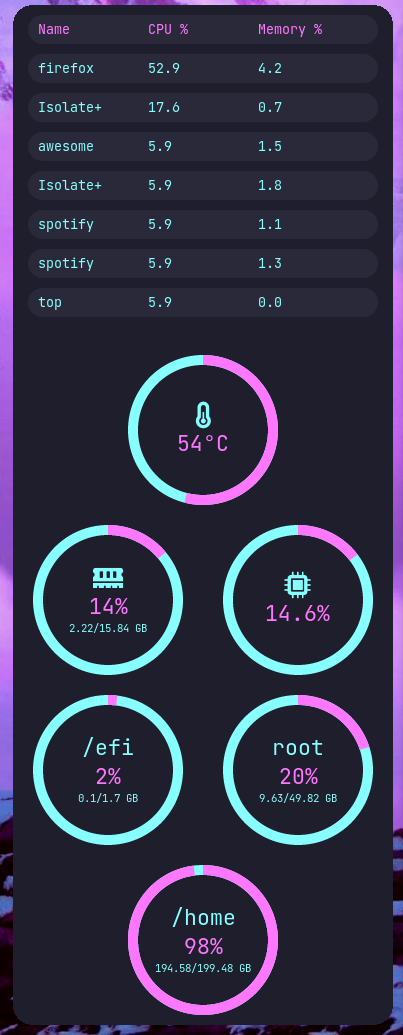 Name CPU % Memory %
firefox 52.9 4.2
Isolate+ 17.6 0.7
awesome 5.9 1.5
Isolate+ 5.9 1.8
spotify 5.9 1.1
spotify 5.9 1.3
top 5.9 0.0
54°C
14%
2.22/15.84 GB
14.6%
/efi
2%
0.1/1.7 GB
root
20%
9.63/49.82 GB
/home
98%
194.58/199.48 GB